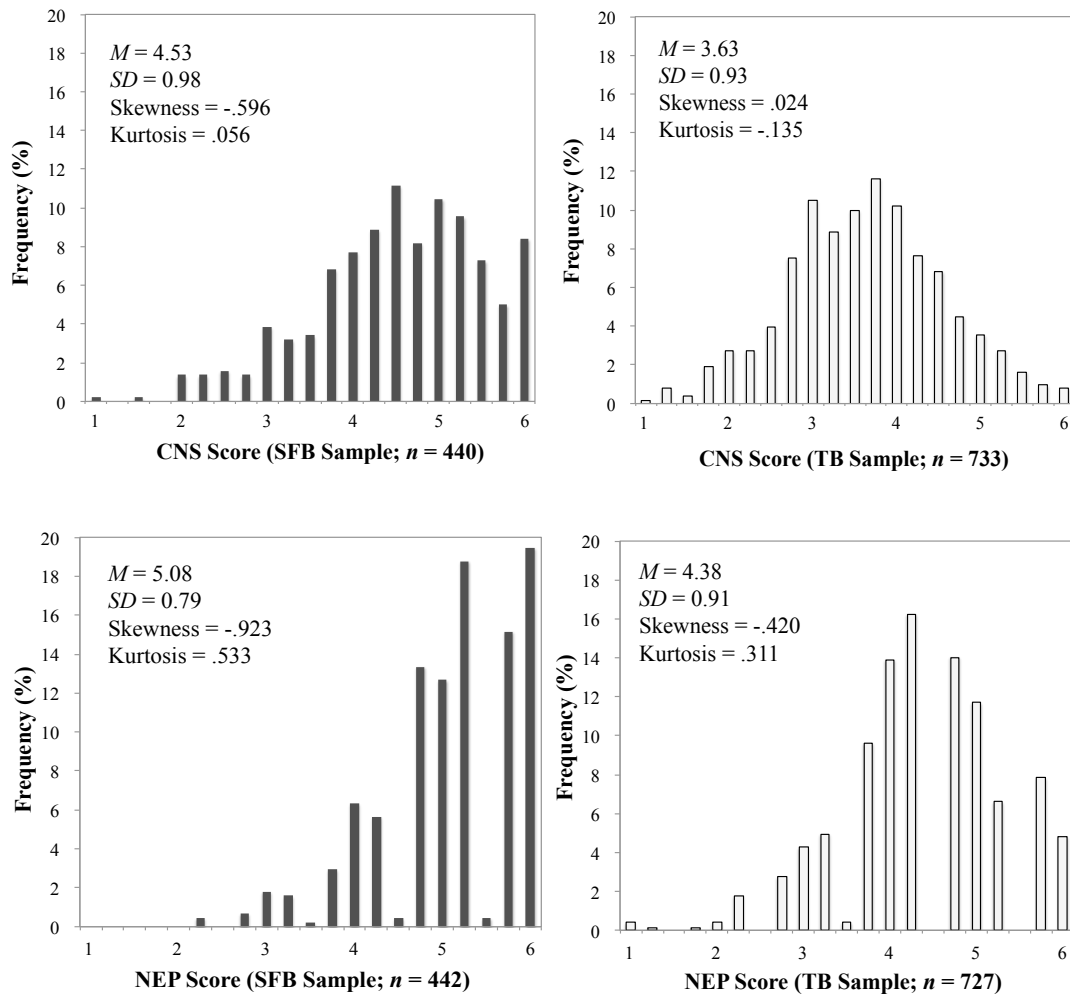 20
18
16
14
12
10
8
6
4
2
0
Frequency (%)
M = 4.53
SD = 0.98
Skewness = -.596
Kurtosis = .056
1 2 3 4 5 6
CNS Score (SFB Sample; n = 440)
20
18
16
14
12
10
8
6
4
2
0
Frequency (%)
M = 3.63
SD = 0.93
Skewness = .024
Kurtosis = -.135
1 2 3 4 5 6
CNS Score (TB Sample; n = 733)
20
18
16
14
12
10
8
6
4
2
0
Frequency (%)
M = 5.08
SD = 0.79
Skewness = -.923
Kurtosis = .533
1 2 3 4 5 6
NEP Score (SFB Sample; n = 442)
20
18
16
14
12
10
8
6
4
2
0
Frequency (%)
M = 4.38
SD = 0.91
Skewness = -.420
Kurtosis = .311
1 2 3 4 5 6
NEP Score (TB Sample; n = 727)